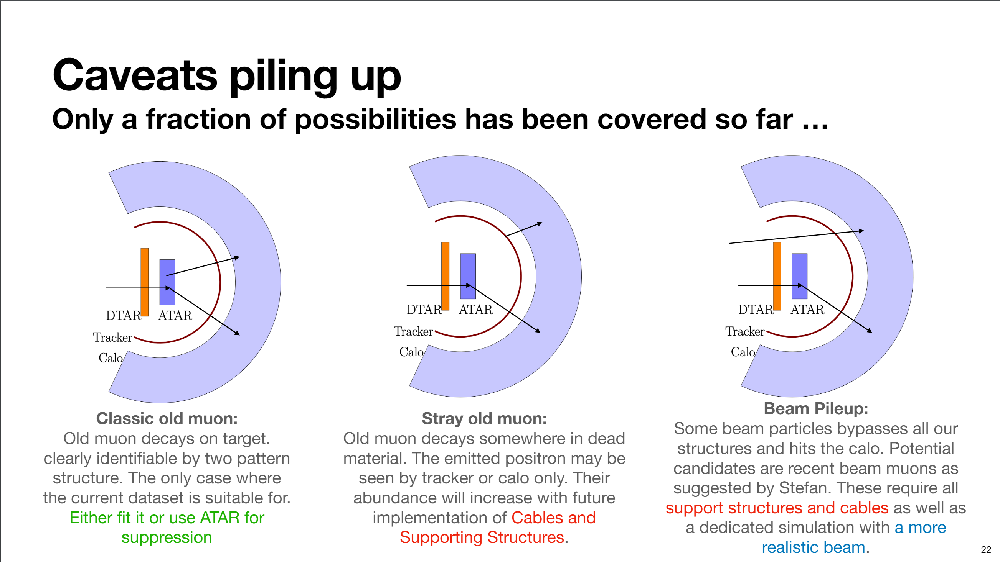 Caveats piling up
Only a fraction of possibilities has been covered so far ...
DTAR
ATAR
Tracker
Calo
Classic old muon:
Old muon decays on target.
clearly identifiable by two pattern
structure. The only case where
the current dataset is suitable for.
Either fit it or use ATAR for
suppression
DTAR
ATAR
Tracker
Calo
Stray old muon:
Old muon decays somewhere in dead
material. The emitted positron may be
seen by tracker or calo only. Their
abundance will increase with future
implementation of Cables and
Supporting Structures.
DTAR
ATAR
Tracker
Calo
Beam Pileup:
Some beam particles bypasses all our
structures and hits the calo. Potential
candidates are recent beam muons as
suggested by Stefan. These require all
support structures and cables as well as
a dedicated simulation with a more
realistic beam.
22